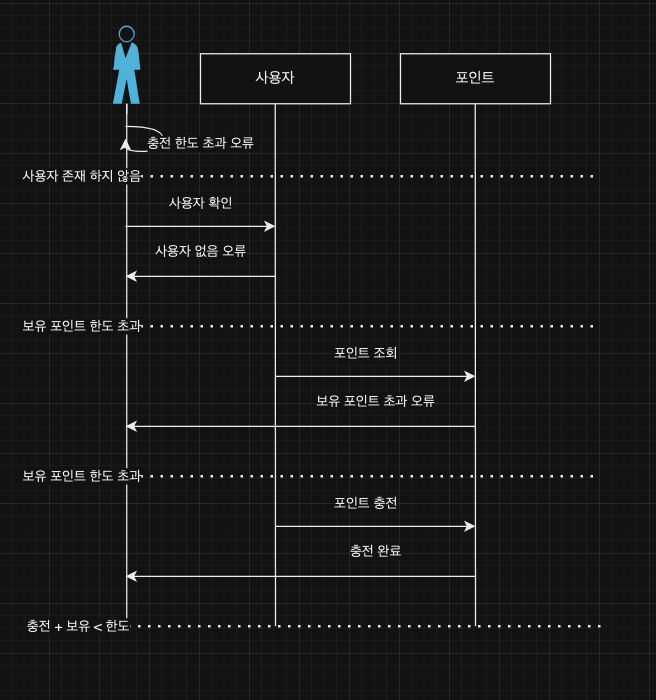 사용자
포인트
충전 한도 초과 오류
사용자 존재 하지 않음
사용자 확인
사용자 없음 오류
보유 포인트 한도 초과
포인트 조회
보유 포인트 초과 오류
보유 포인트 한도 초과
포인트 충전
충전 완료
충전 + 보유 < 한도